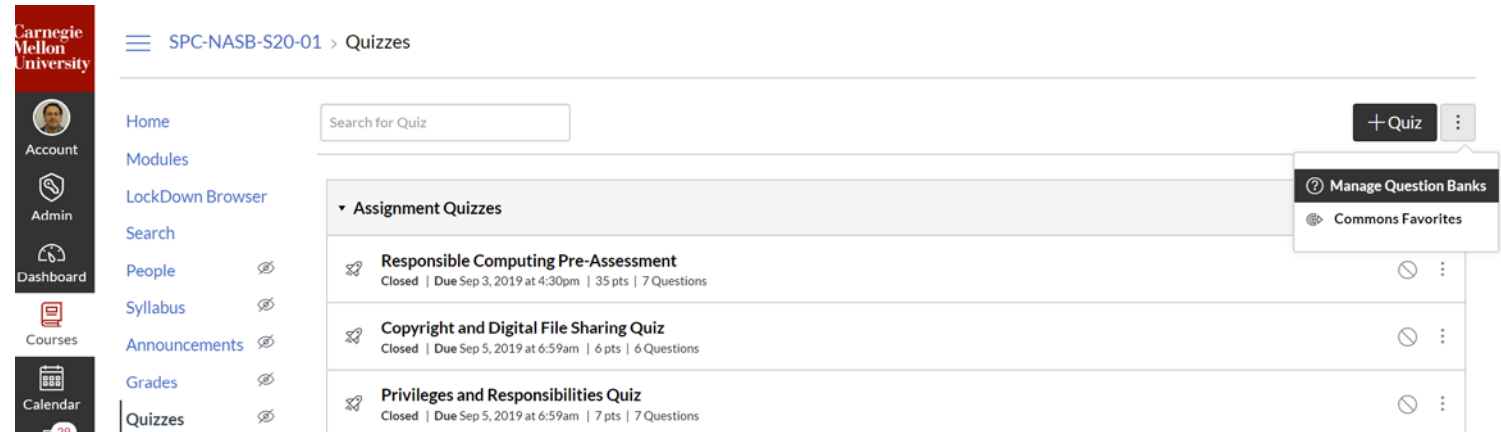 Carnegie
Mellon
University
SPC-NASB-S20-01 > Quizzes
Account
Admin
Dashboard
Courses
Calendar
Home
Modules
LockDown Browser
Search
People
Syllabus
Announcements
Grades
Quizzes
Search for Quiz
+ Quiz
Manage Question Banks
Commons Favorites
Assignment Quizzes
Responsible Computing Pre-Assessment
Closed | Due Sep 3, 2019 at 4:30pm | 35 pts | 7 Questions
Copyright and Digital File Sharing Quiz
Closed | Due Sep 5, 2019 at 6:59am | 6 pts | 6 Questions
Privileges and Responsibilities Quiz
Closed | Due Sep 5, 2019 at 6:59am | 7 pts | 7 Questions